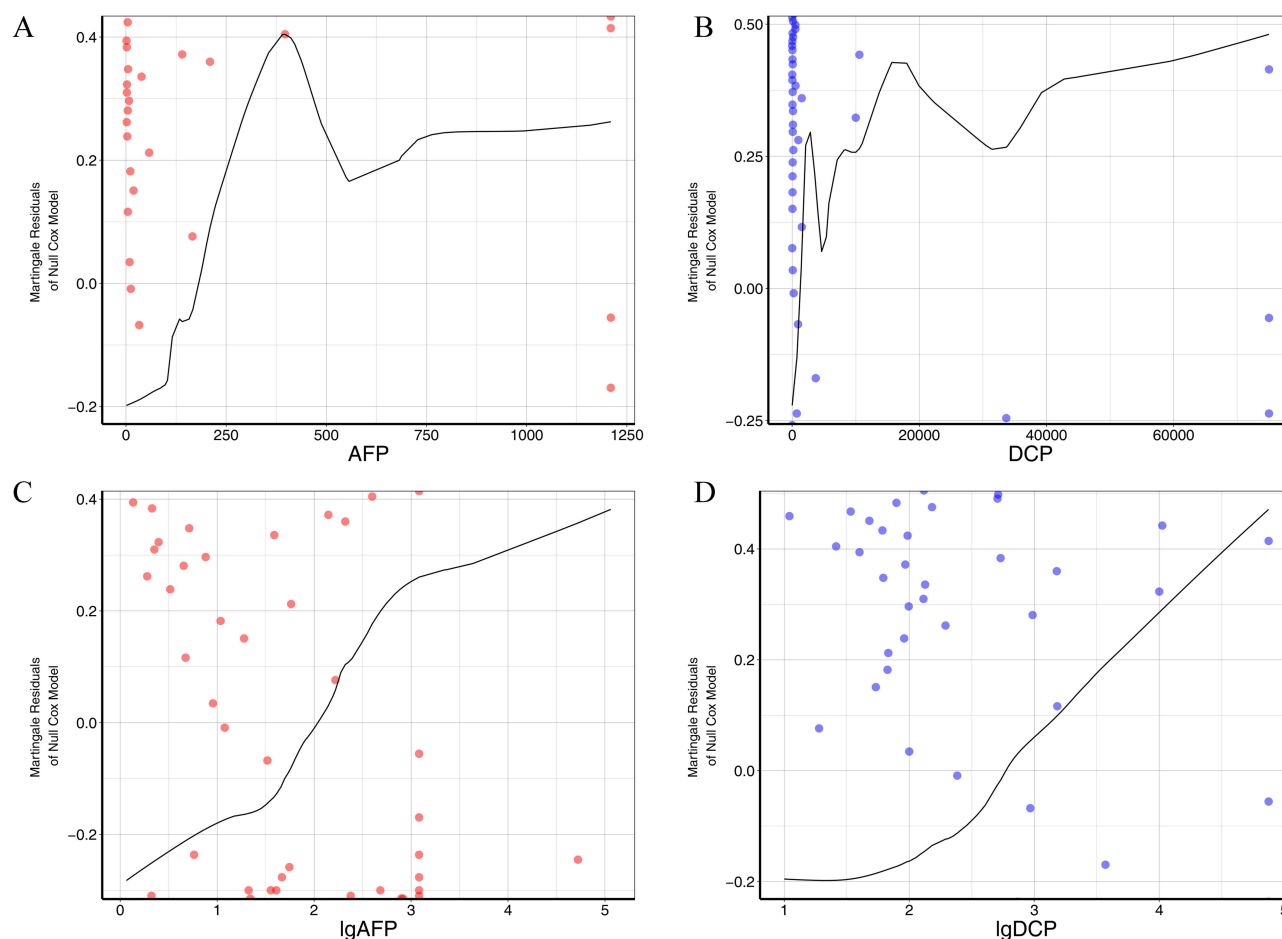 A
Martingale Residuals
of Null Cox Model
0.4
0.2
0.0
−0.2
0
250
500
750
1000
1250
AFP
B
Martingale Residuals
of Null Cox Model
0.50
0.25
0.00
−0.25
0
20000
40000
60000
DCP
C
Martingale Residuals
of Null Cox Model
0.4
0.2
0.0
−0.2
0
1
2
3
4
5
lgAFP
D
Martingale Residuals
of Null Cox Model
0.4
0.2
0.0
−0.2
1
2
3
4
5
lgDCP